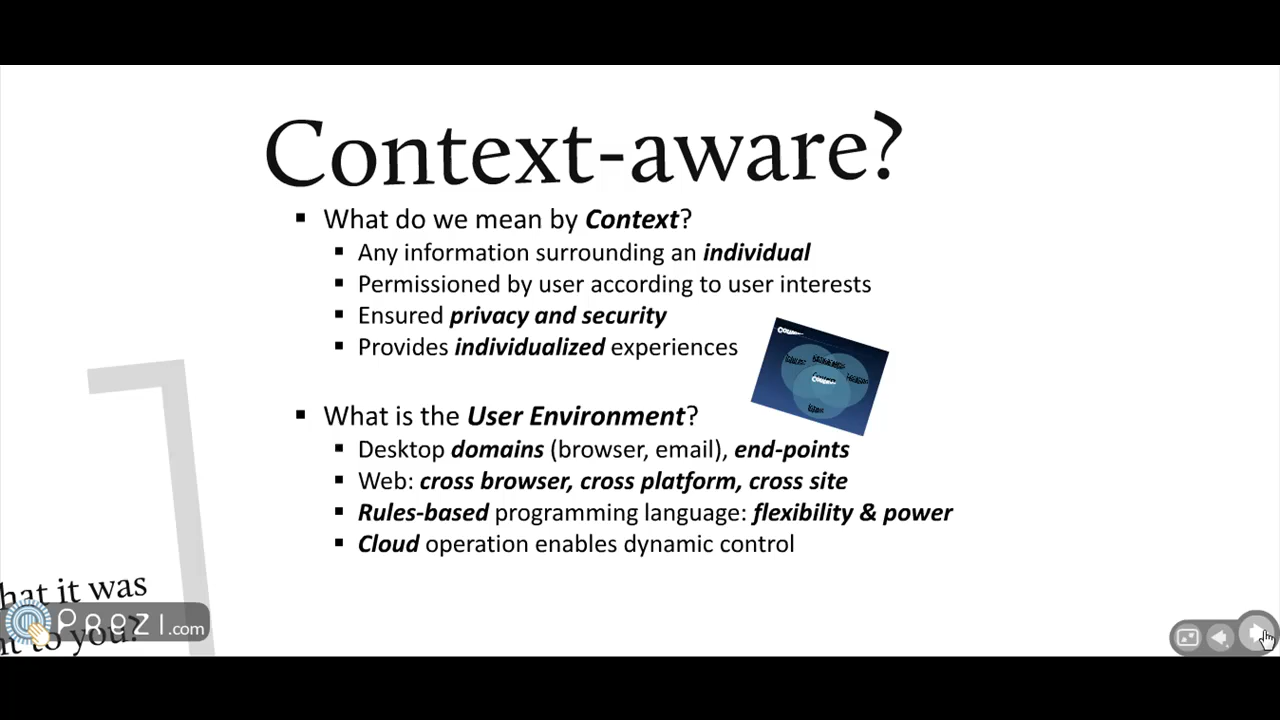 Context-aware?
▪ What do we mean by Context?
▪ Any information surrounding an individual
▪ Permissioned by user according to user interests
▪ Ensured privacy and security
▪ Provides individualized experiences
▪ What is the User Environment?
▪ Desktop domains (browser, email), end-points
▪ Web: cross browser, cross platform, cross site
▪ Rules-based programming language: flexibility & power
▪ Cloud operation enables dynamic control
hat it was
to you?
Prezi.com